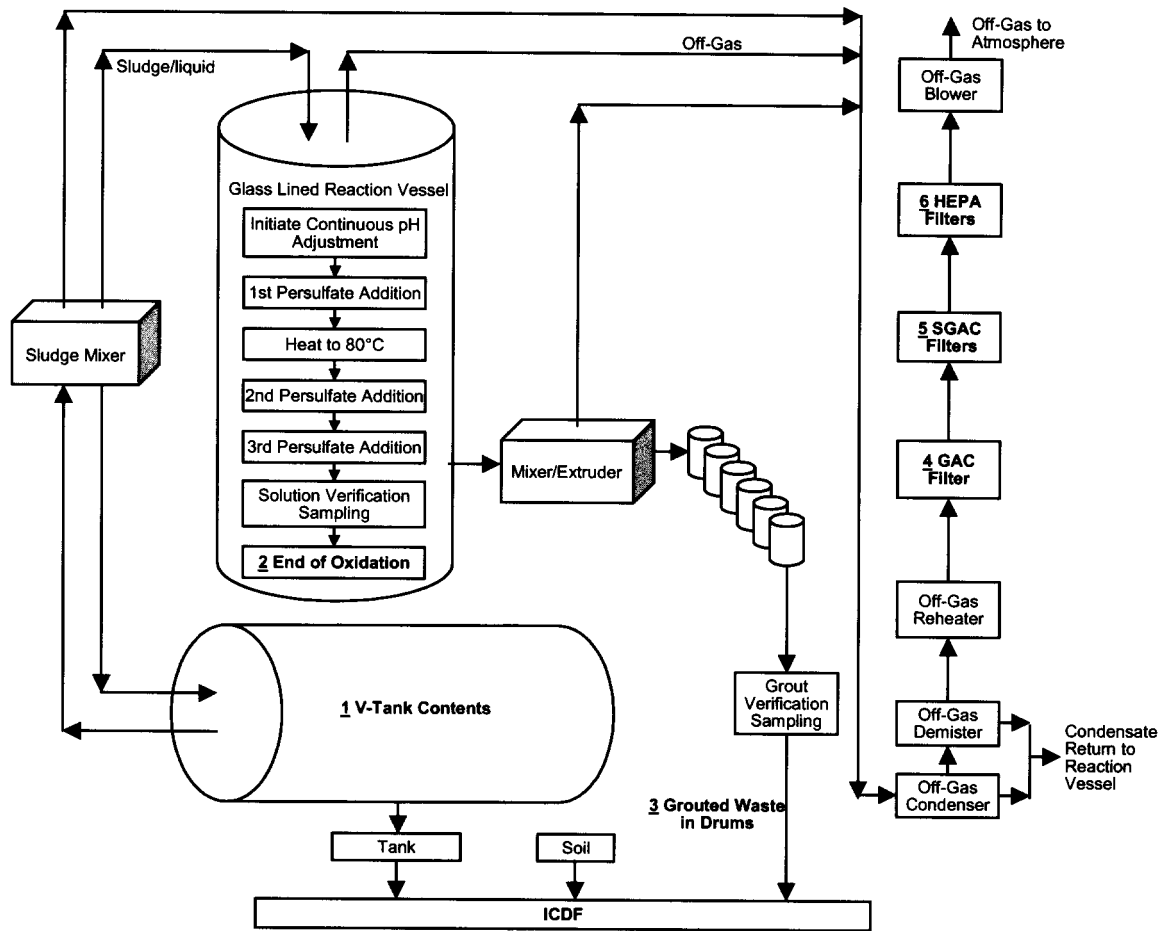 Off-Gas to
Atmosphere
Off-Gas
Sludge/liquid
Off-Gas
Blower
Glass Lined Reaction Vessel
Initiate Continuous pH
Adjustment
1st Persulfate Addition
Heat to 80°C
2nd Persulfate Addition
3rd Persulfate Addition
Solution Verification
Sampling
2 End of Oxidation
Sludge Mixer
Mixer/Extruder
6 HEPA
Filters
5 SGAC
Filters
4 GAC
Filter
Off-Gas
Reheater
Off-Gas
Demister
Off-Gas
Condenser
Condensate
Return to
Reaction
Vessel
1 V-Tank Contents
Grout
Verification
Sampling
3 Grouted Waste
in Drums
Tank
Soil
ICDF